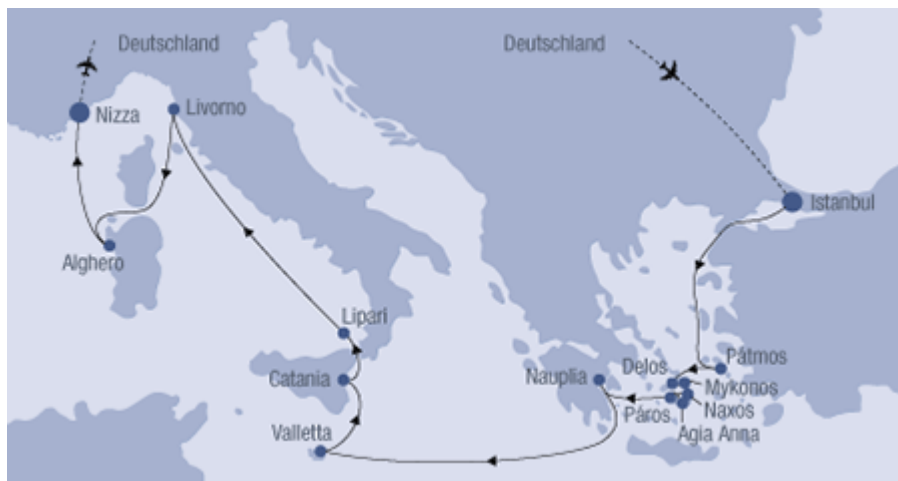 Deutschland
Deutschland
Nizza
Livorno
Istanbul
Alghero
Lipari
Pátmos
Delos
Catania
Nauplia
Mykonos
Naxos
Páros
Agia Anna
Valletta